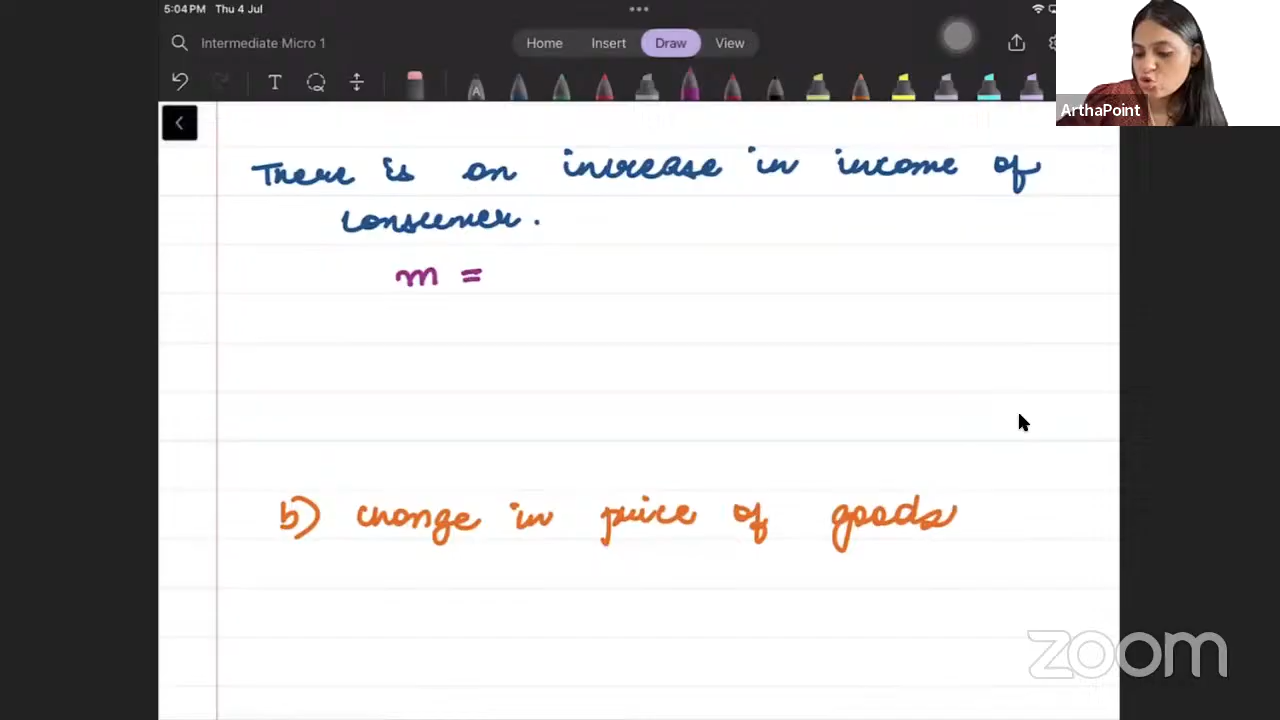 5:04 PM Thu 4 Jul
Intermediate Micro 1
Home Insert Draw View
A
ArthaPoint
There is an increase in income of
consumer.
m =
b) change in price of goods
zoom